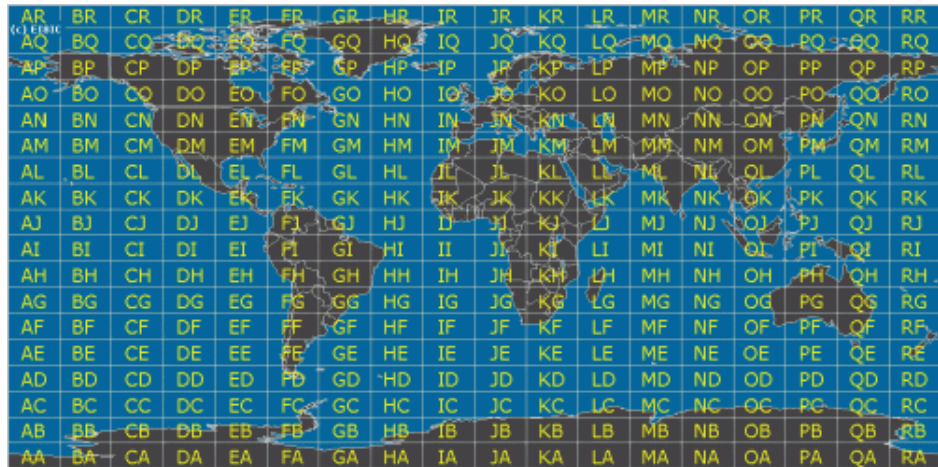 AR BR CR DR ER FR GR HR IR JR KR LR MR NR OR PR QR RR
(c) EI8IC
AQ BQ CQ DQ EQ FQ GQ HQ IQ JQ KQ LQ MQ NQ OQ PQ QQ RQ
AP BP CP DP EP FP GP HP IP JP KP LP MP NP OP PP QP RP
AO BO CO DO EO FO GO HO IO JO KO LO MO NO OO PO QO RO
AN BN CN DN EN FN GN HN IN JN KN LN MN NN ON PN QN RN
AM BM CM DM EM FM GM HM IM JM KM LM MM NM OM PM QM RM
AL BL CL DL EL FL GL HL IL JL KL LL ML NL OL PL QL RL
AK BK CK DK EK FK GK HK IK JK KK LK MK NK OK PK QK RK
AJ BJ CJ DJ EJ FJ GJ HJ IJ JJ KJ LJ MJ NJ OJ PJ QJ RJ
AI BI CI DI EI FI GI HI II JI KI LI MI NI OI PI QI RI
AH BH CH DH EH FH GH HH IH JH KH LH MH NH OH PH QH RH
AG BG CG DG EG FG GG HG IG JG KG LG MG NG OG PG QG RG
AF BF CF DF EF FF GF HF IF JF KF LF MF NF OF PF QF RF
AE BE CE DE EE FE GE HE IE JE KE LE ME NE OE PE QE RE
AD BD CD DD ED FD GD HD ID JD KD LD MD ND OD PD QD RD
AC BC CC DC EC FC GC HC IC JC KC LC MC NC OC PC QC RC
AB BB CB DB EB FB GB HB IB JB KB LB MB NB OB PB QB RB
AA BA CA DA EA FA GA HA IA JA KA LA MA NA OA PA QA RA